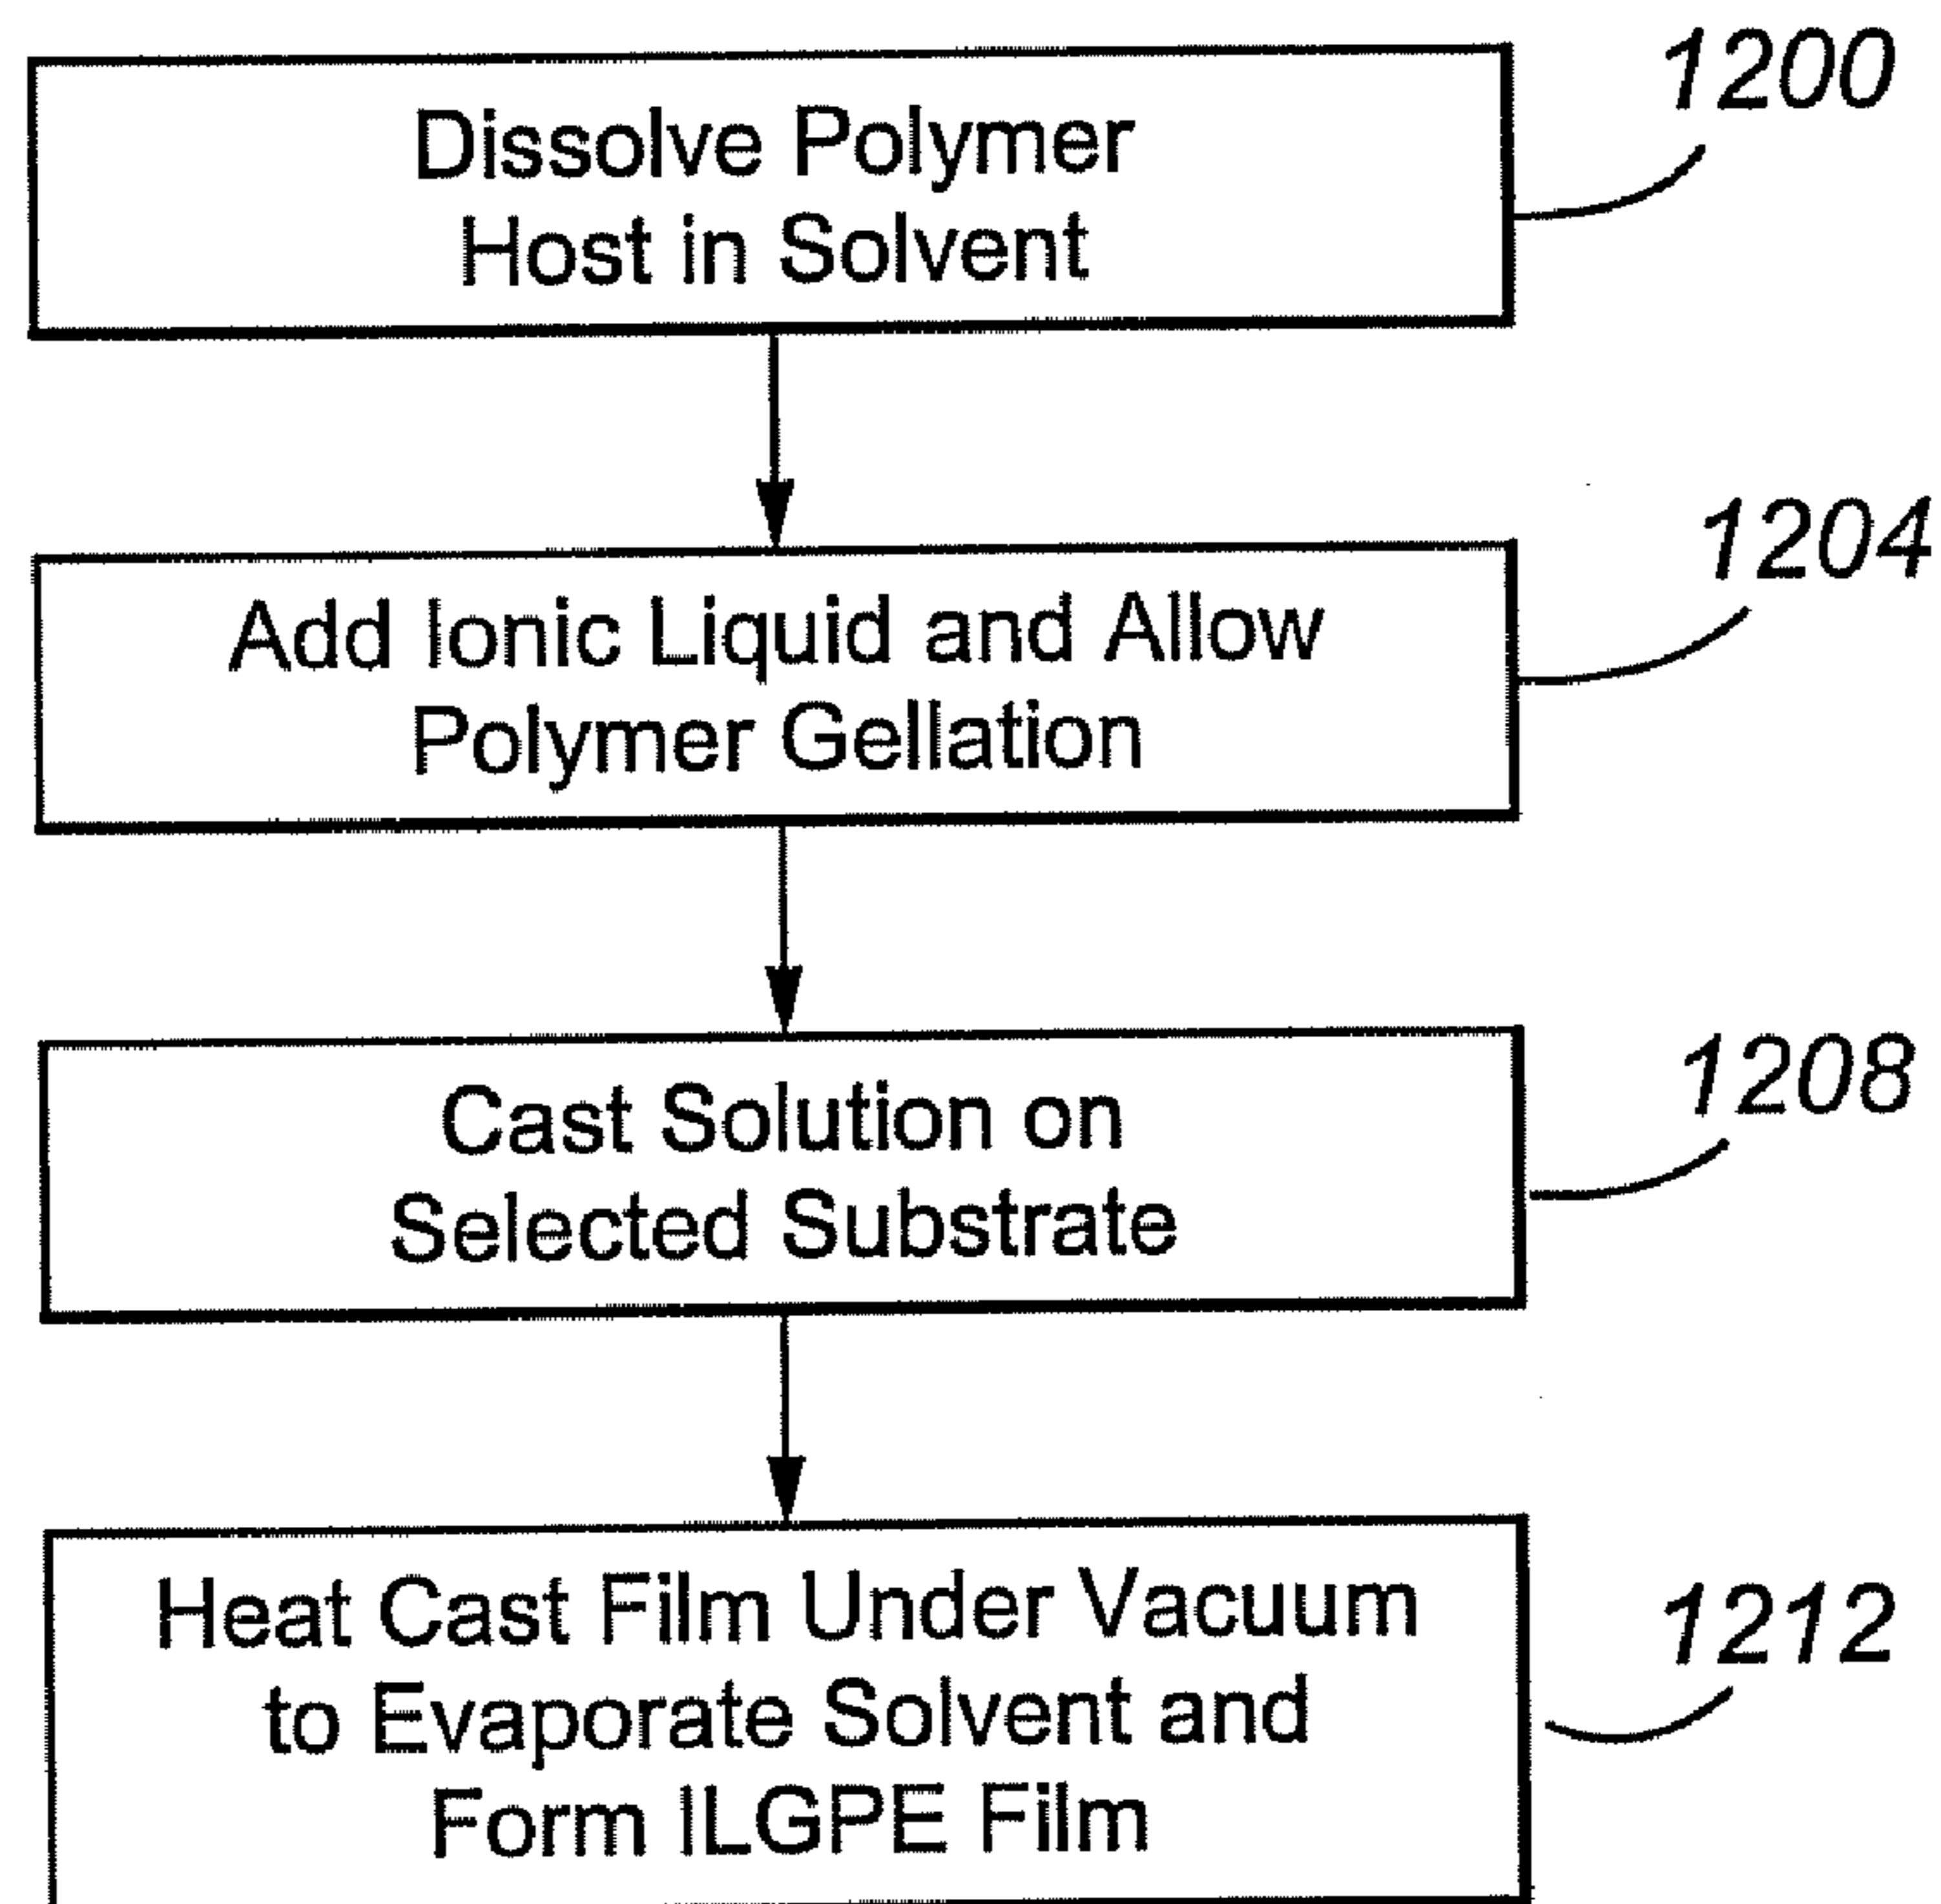 1200
Dissolve Polymer
Host in Solvent
1204
Add Ionic Liquid and Allow
Polymer Gellation
1208
Cast Solution on
Selected Substrate
1212
Heat Cast Film Under Vacuum
to Evaporate Solvent and
Form ILGPE Film